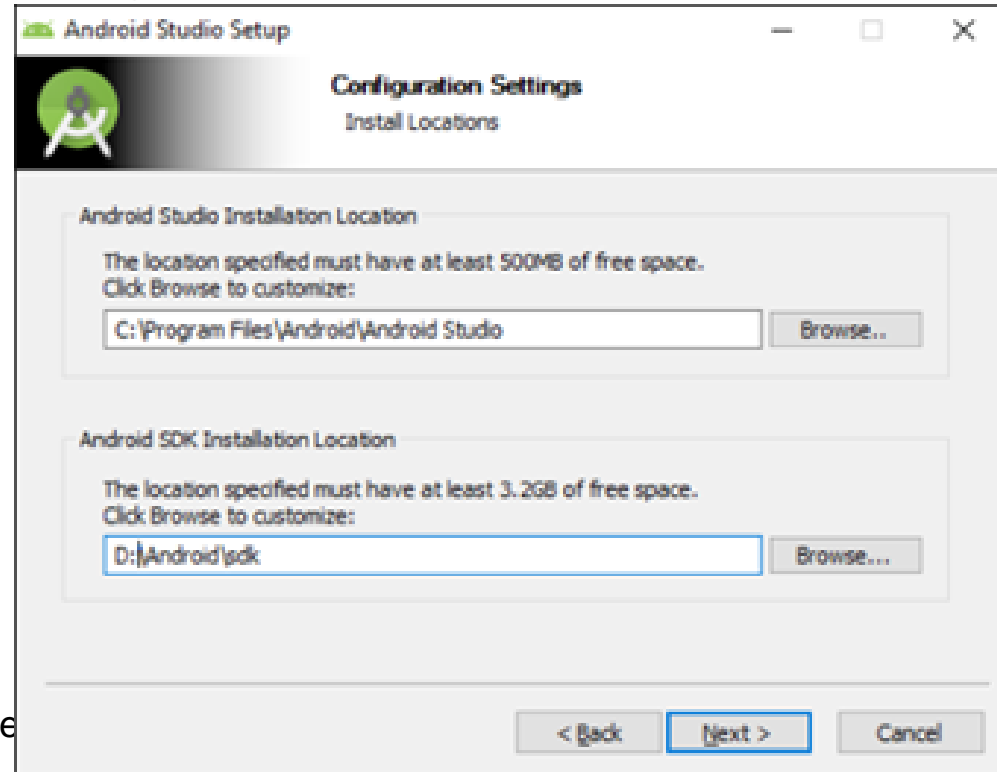 Android Studio Setup
Configuration Settings
Install Locations
Android Studio Installation Location
The location specified must have at least 500MB of free space.
Click Browse to customize:
C:\Program Files\Android\Android Studio
Browse..
Android SDK Installation Location
The location specified must have at least 3.2GB of free space.
Click Browse to customize:
D:\Android\sdk
Browse...
e
< Back
Next >
Cancel